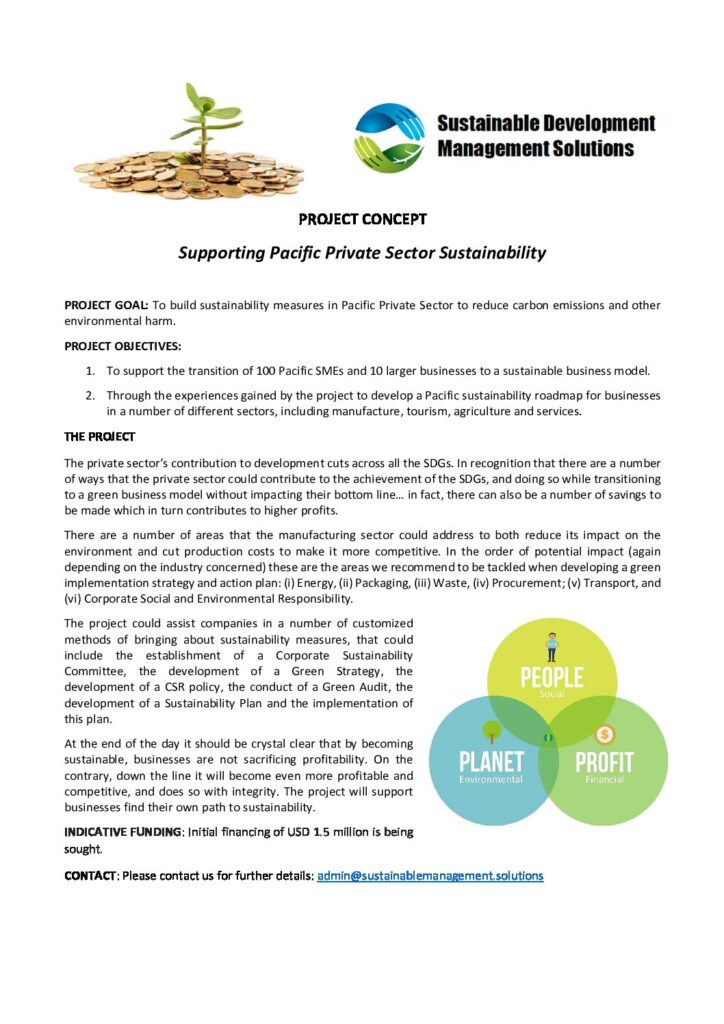 Sustainable Development
Management Solutions
PROJECT CONCEPT
Supporting Pacific Private Sector Sustainability
PROJECT GOAL: To build sustainability measures in Pacific Private Sector to reduce carbon emissions and other
environmental harm.
PROJECT OBJECTIVES:
1. To support the transition of 100 Pacific SMEs and 10 larger businesses to a sustainable business model.
2. Through the experiences gained by the project to develop a Pacific sustainability roadmap for businesses
in a number of different sectors, including manufacture, tourism, agriculture and services.
THE PROJECT
The private sector's contribution to development cuts across all the SDGs. In recognition that there are a number
of ways that the private sector could contribute to the achievement of the SDGs, and doing so while transitioning
to a green business model without impacting their bottom line… in fact, there can also be a number of savings to
be made which in turn contributes to higher profits.
There are a number of areas that the manufacturing sector could address to both reduce its impact on the
environment and cut production costs to make it more competitive. In the order of potential impact (again
depending on the industry concerned) these are the areas we recommend to be tackled when developing a green
implementation strategy and action plan: (i) Energy, (ii) Packaging, (iii) Waste, (iv) Procurement; (v) Transport, and
(vi) Corporate Social and Environmental Responsibility.
The project could assist companies in a number of customized
methods of bringing about sustainability measures, that could
include the establishment of a Corporate Sustainability
Committee, the development of a Green Strategy, the
development of a CSR policy, the conduct of a Green Audit, the
development of a Sustainability Plan and the implementation of
this plan.
At the end of the day it should be crystal clear that by becoming
sustainable, businesses are not sacrificing profitability. On the
contrary, down the line it will become even more profitable and
competitive, and does so with integrity. The project will support
businesses find their own path to sustainability.
PEOPLE
Social
PLANET
Environmental
PROFIT
Financial
$
INDICATIVE FUNDING: Initial financing of USD 1.5 million is being
sought.
CONTACT: Please contact us for further details: admin@sustainablemanagement.solutions